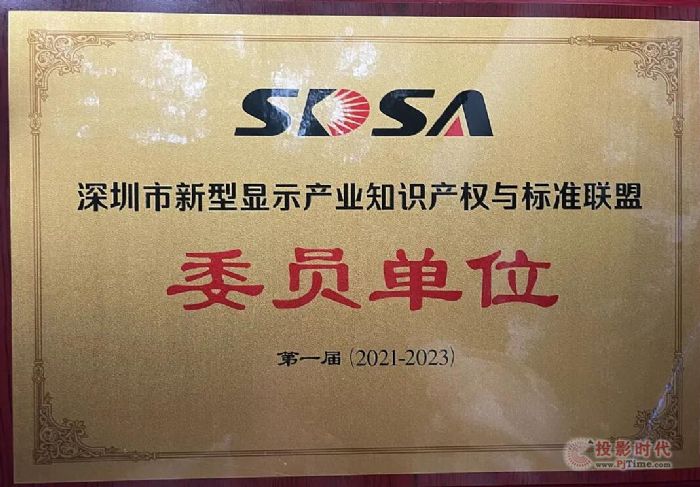 SDSA
深圳市新型显示产业知识产权与标准联盟
委员单位
第一届(2021-2023)
投影时代
www.PjTime.com